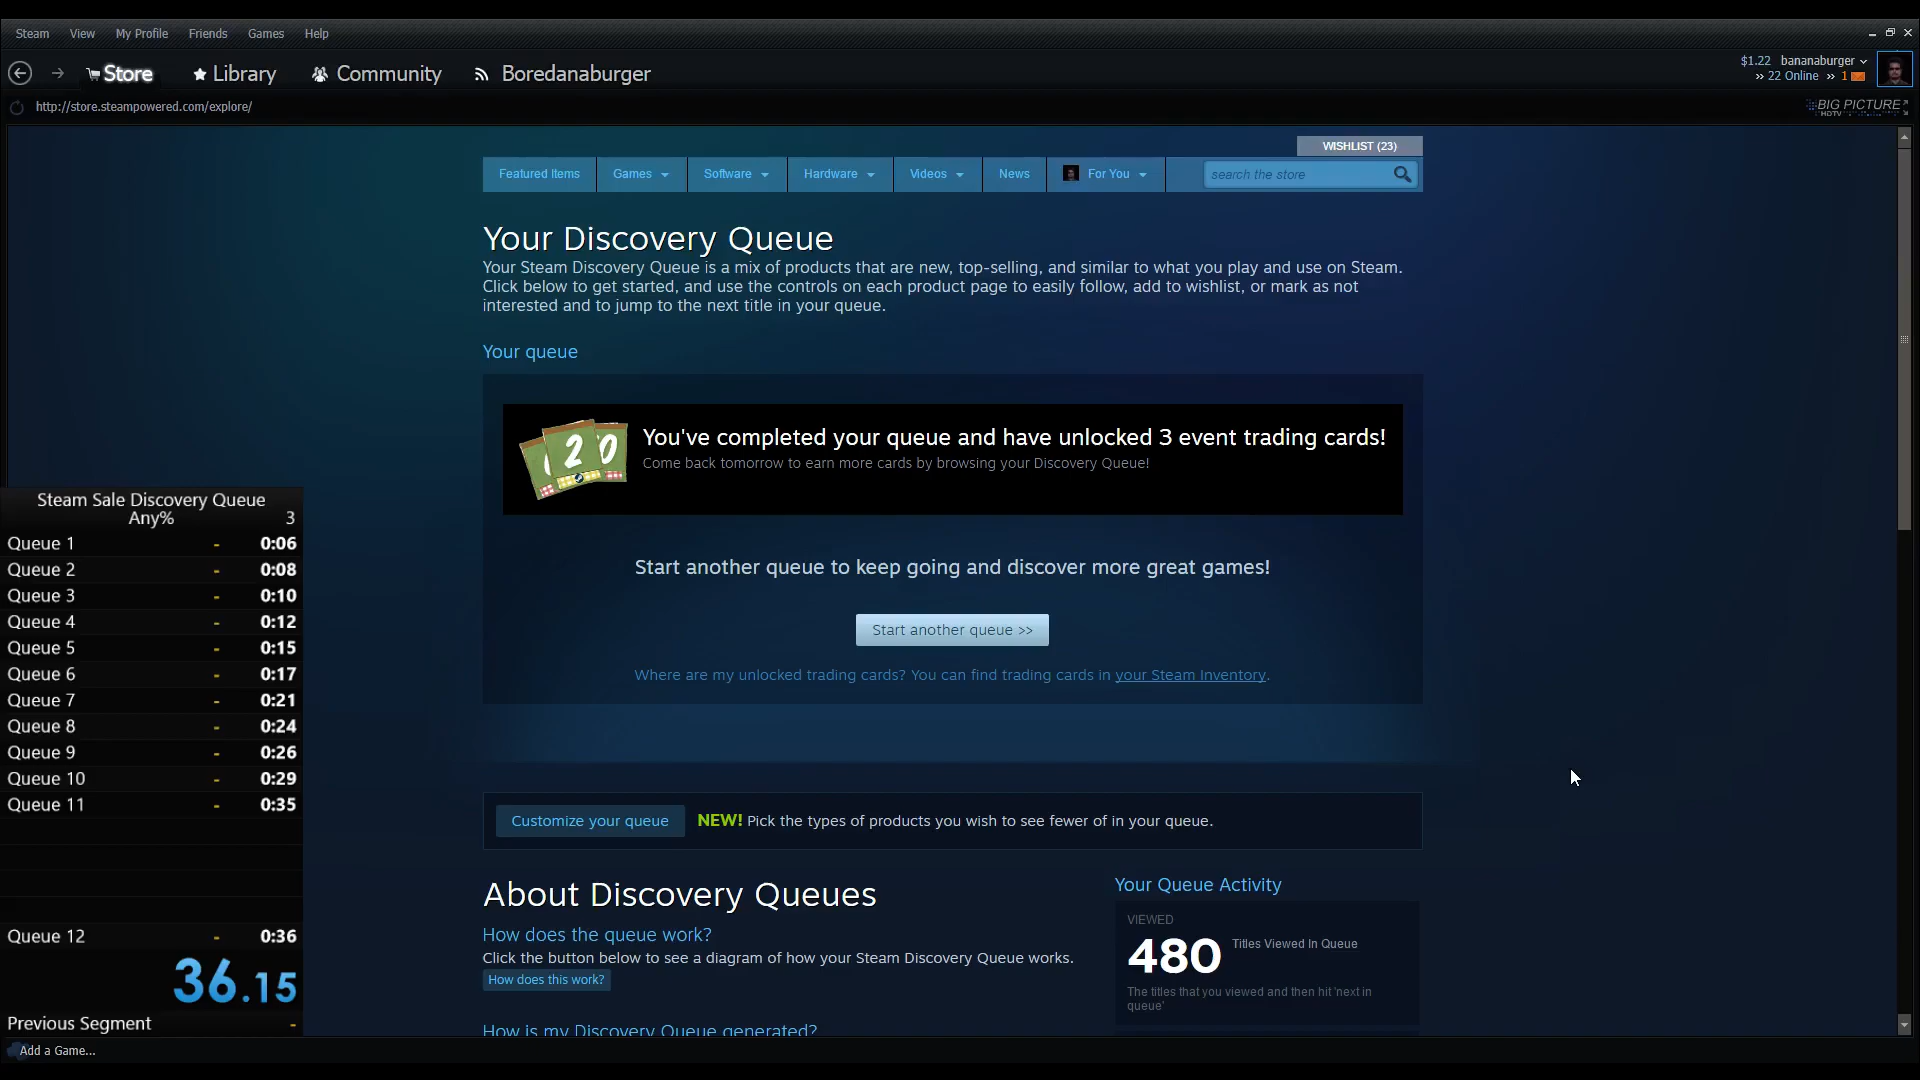 Steam View My Profile Friends Games Help
Store Library Community Boredanaburger
$1.22 bananaburger
» 22 Online » 1
http://store.steampowered.com/explore/
BIG PICTURE
HDTV
WISHLIST (23)
Featured Items Games Software Hardware Videos News For You search the store
Your Discovery Queue
Your Steam Discovery Queue is a mix of products that are new, top-selling, and similar to what you play and use on Steam.
Click below to get started, and use the controls on each product page to easily follow, add to wishlist, or mark as not
interested and to jump to the next title in your queue.
Your queue
20
You've completed your queue and have unlocked 3 event trading cards!
Come back tomorrow to earn more cards by browsing your Discovery Queue!
Start another queue to keep going and discover more great games!
Start another queue >>
Where are my unlocked trading cards? You can find trading cards in your Steam Inventory.
Customize your queue NEW! Pick the types of products you wish to see fewer of in your queue.
About Discovery Queues
How does the queue work?
Click the button below to see a diagram of how your Steam Discovery Queue works.
How does this work?
How is my Discovery Queue generated?
Your Queue Activity
VIEWED
480 Titles Viewed In Queue
The titles that you viewed and then hit 'next in
queue'
Steam Sale Discovery Queue
Any% 3
Queue 1 - 0:06
Queue 2 - 0:08
Queue 3 - 0:10
Queue 4 - 0:12
Queue 5 - 0:15
Queue 6 - 0:17
Queue 7 - 0:21
Queue 8 - 0:24
Queue 9 - 0:26
Queue 10 - 0:29
Queue 11 - 0:35
Queue 12 - 0:36
36.15
Previous Segment -
Add a Game...